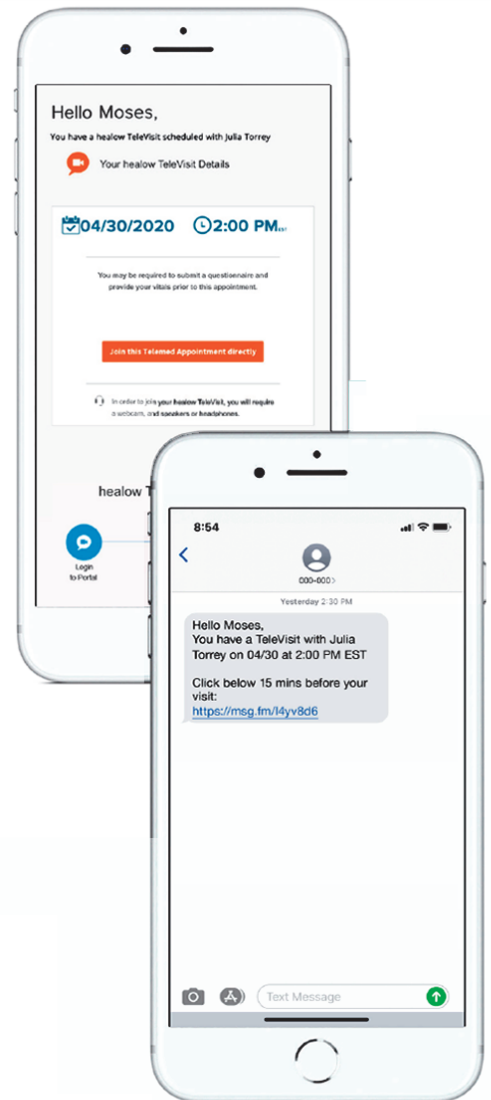 Hello Moses,
You have a healow TeleVisit scheduled with Julia Torrey
Your healow TeleVisit Details
04/30/2020 2:00 PM EST
You may be required to submit a questionnaire and
provide your vitals prior to this appointment.
Join this Telemed Appointment directly
In order to join your healow TeleVisit, you will require
a webcam, and speakers or headphones.
healow T
Login
to Portal
8:54
000-000>
Yesterday 2:30 PM
Hello Moses,
You have a TeleVisit with Julia
Torrey on 04/30 at 2:00 PM EST
Click below 15 mins before your
visit:
https://msg.fm/l4yv8d6
Text Message